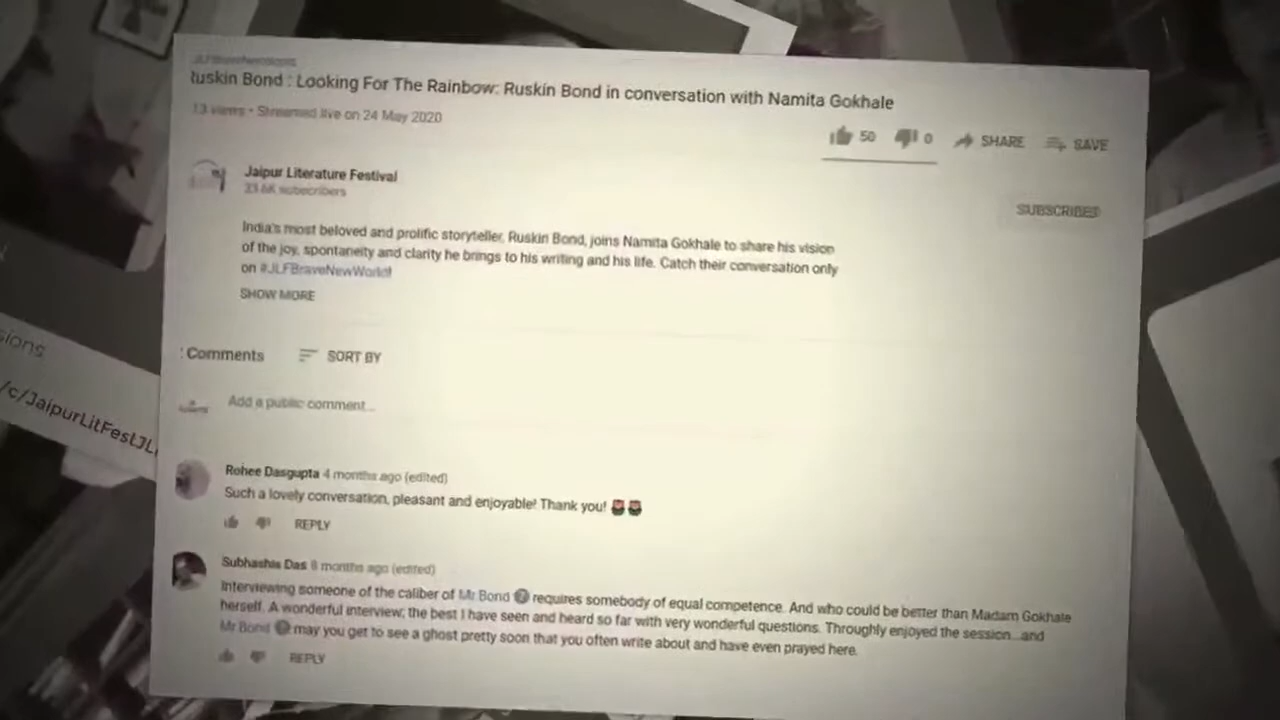 #JLFBraveNewWorld
uskin Bond : Looking For The Rainbow: Ruskin Bond in conversation with Namita Gokhale
13 views • Streamed live on 24 May 2020
50
0
SHARE
SAVE
Jaipur Literature Festival
subscribers
SUBSCRIBED
India's most beloved and prolific storyteller, Ruskin Bond, joins Namita Gokhale to share his vision
of the joy, spontaneity and clarity he brings to his writing and his life. Catch their conversation only
on #JLFBraveNewWorld!
SHOW MORE
Comments
SORT BY
Add a public comment...
sions
/c/JaipurLitFestJL
Rohee Dasgupta 4 months ago (edited)
Such a lovely conversation, pleasant and enjoyable! Thank you!
REPLY
Subhashis Das 8 months ago (edited)
Interviewing someone of the caliber of Mr.Bond requires somebody of equal competence. And who could be better than Madam Gokhale
herself. A wonderful interview; the best I have seen and heard so far with very wonderful questions. Throughly enjoyed the session...and
Mr.Bond may you get to see a ghost pretty soon that you often write about and have even prayed here.
REPLY